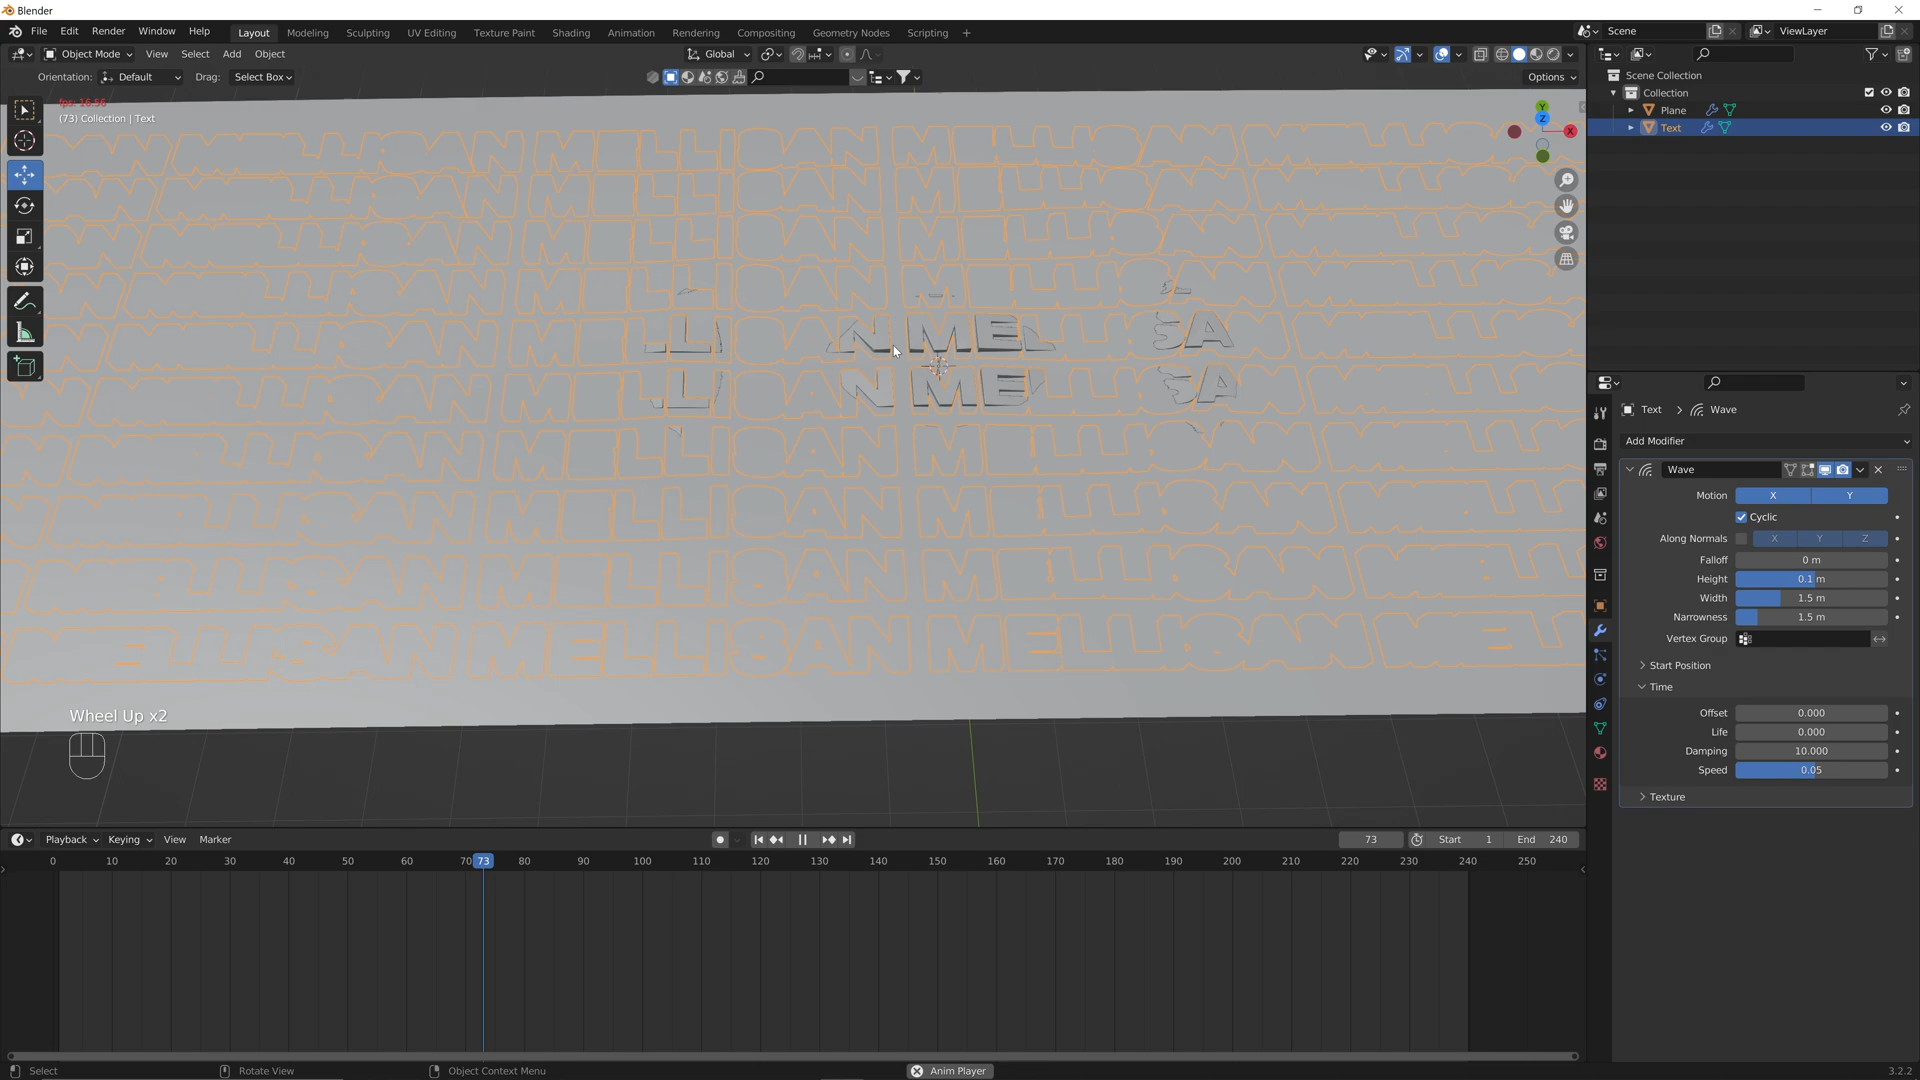 Blender
File Edit Render Window Help
Layout Modeling Sculpting UV Editing Texture Paint Shading Animation Rendering Compositing Geometry Nodes Scripting
Scene
ViewLayer
Object Mode View Select Add Object
Global
Orientation: Default Drag: Select Box
Options
fps: 16.56
(73) Collection | Text
Y
Z
X
Scene Collection
Collection
Plane
Text
Text > Wave
Add Modifier
Wave
Motion X Y
Cyclic
Along Normals X Y Z
Falloff 0 m
Height 0.1 m
Width 1.5 m
Narrowness 1.5 m
Vertex Group
Start Position
Time
Offset 0.000
Life 0.000
Damping 10.000
Speed 0.05
Texture
MELLISAN MELLISAN
Wheel Up x2
Playback Keying View Marker
73 Start 1 End 240
0 10 20 30 40 50 60 70 73 80 90 100 110 120 130 140 150 160 170 180 190 200 210 220 230 240 250
Select Rotate View Object Context Menu Anim Player 3.2.2